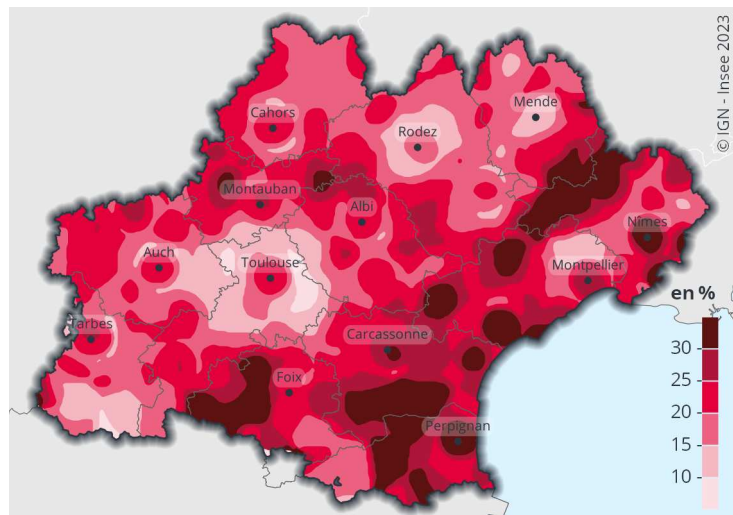 © IGN - Insee 2023
Cahors
Rodez
Mende
Montauban
Albi
Nîmes
Auch
Toulouse
Montpellier
Tarbes
Carcassonne
Foix
Perpignan
en %
30
25
20
15
10